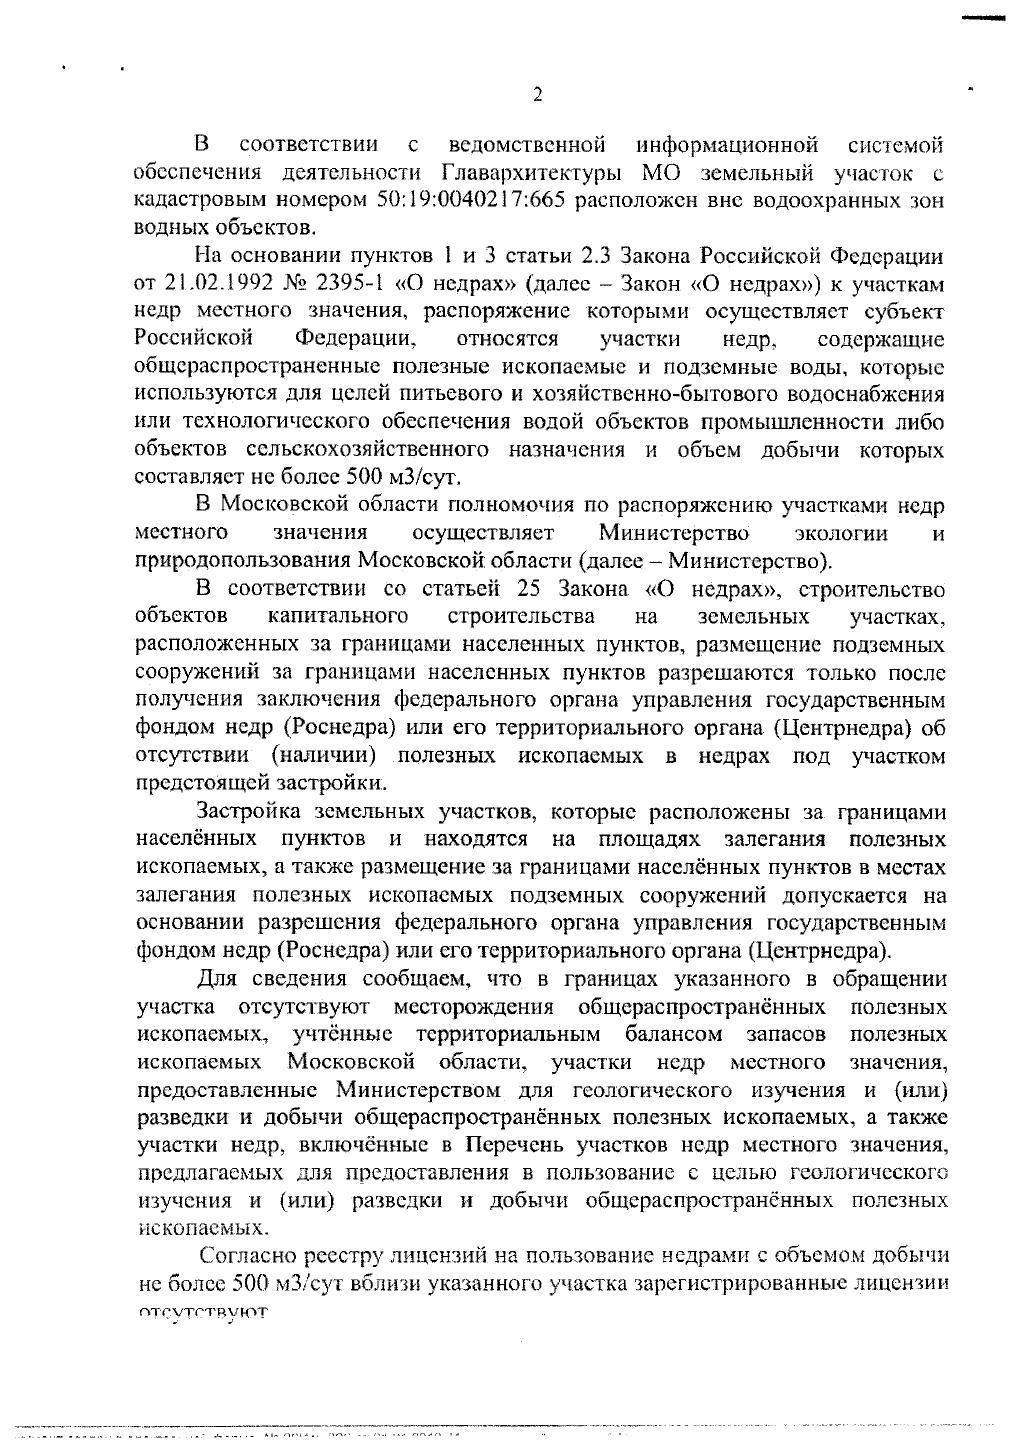 2
В соответствии с ведомственной информационной системой
обеспечения деятельности Главархитектуры МО земельный участок с
кадастровым номером 50:19:0040217:665 расположен вне водоохранных зон
водных объектов.
На основании пунктов 1 и 3 статьи 2.3 Закона Российской Федерации
от 21.02.1992 № 2395-1 «О недрах» (далее – Закон «О недрах») к участкам
недр местного значения, распоряжение которыми осуществляет субъект
Российской Федерации, относятся участки недр, содержащие
общераспространенные полезные ископаемые и подземные воды, которые
используются для целей питьевого и хозяйственно-бытового водоснабжения
или технологического обеспечения водой объектов промышленности либо
объектов сельскохозяйственного назначения и объем добычи которых
составляет не более 500 м3/сут.
В Московской области полномочия по распоряжению участками недр
местного значения осуществляет Министерство экологии и
природопользования Московской области (далее – Министерство).
В соответствии со статьей 25 Закона «О недрах», строительство
объектов капитального строительства на земельных участках,
расположенных за границами населенных пунктов, размещение подземных
сооружений за границами населенных пунктов разрешаются только после
получения заключения федерального органа управления государственным
фондом недр (Роснедра) или его территориального органа (Центрнедра) об
отсутствии (наличии) полезных ископаемых в недрах под участком
предстоящей застройки.
Застройка земельных участков, которые расположены за границами
населённых пунктов и находятся на площадях залегания полезных
ископаемых, а также размещение за границами населённых пунктов в местах
залегания полезных ископаемых подземных сооружений допускается на
основании разрешения федерального органа управления государственным
фондом недр (Роснедра) или его территориального органа (Центрнедра).
Для сведения сообщаем, что в границах указанного в обращении
участка отсутствуют месторождения общераспространённых полезных
ископаемых, учтённые территориальным балансом запасов полезных
ископаемых Московской области, участки недр местного значения,
предоставленные Министерством для геологического изучения и (или)
разведки и добычи общераспространённых полезных ископаемых, а также
участки недр, включённые в Перечень участков недр местного значения,
предлагаемых для предоставления в пользование с целью геологического
изучения и (или) разведки и добычи общераспространённых полезных
ископаемых.
Согласно реестру лицензий на пользование недрами с объемом добычи
не более 500 м3/сут вблизи указанного участка зарегистрированные лицензии
отсутствуют